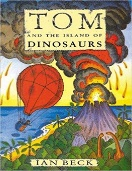 TOM
AND THE ISLAND OF
DINOSAURS
IAN BECK